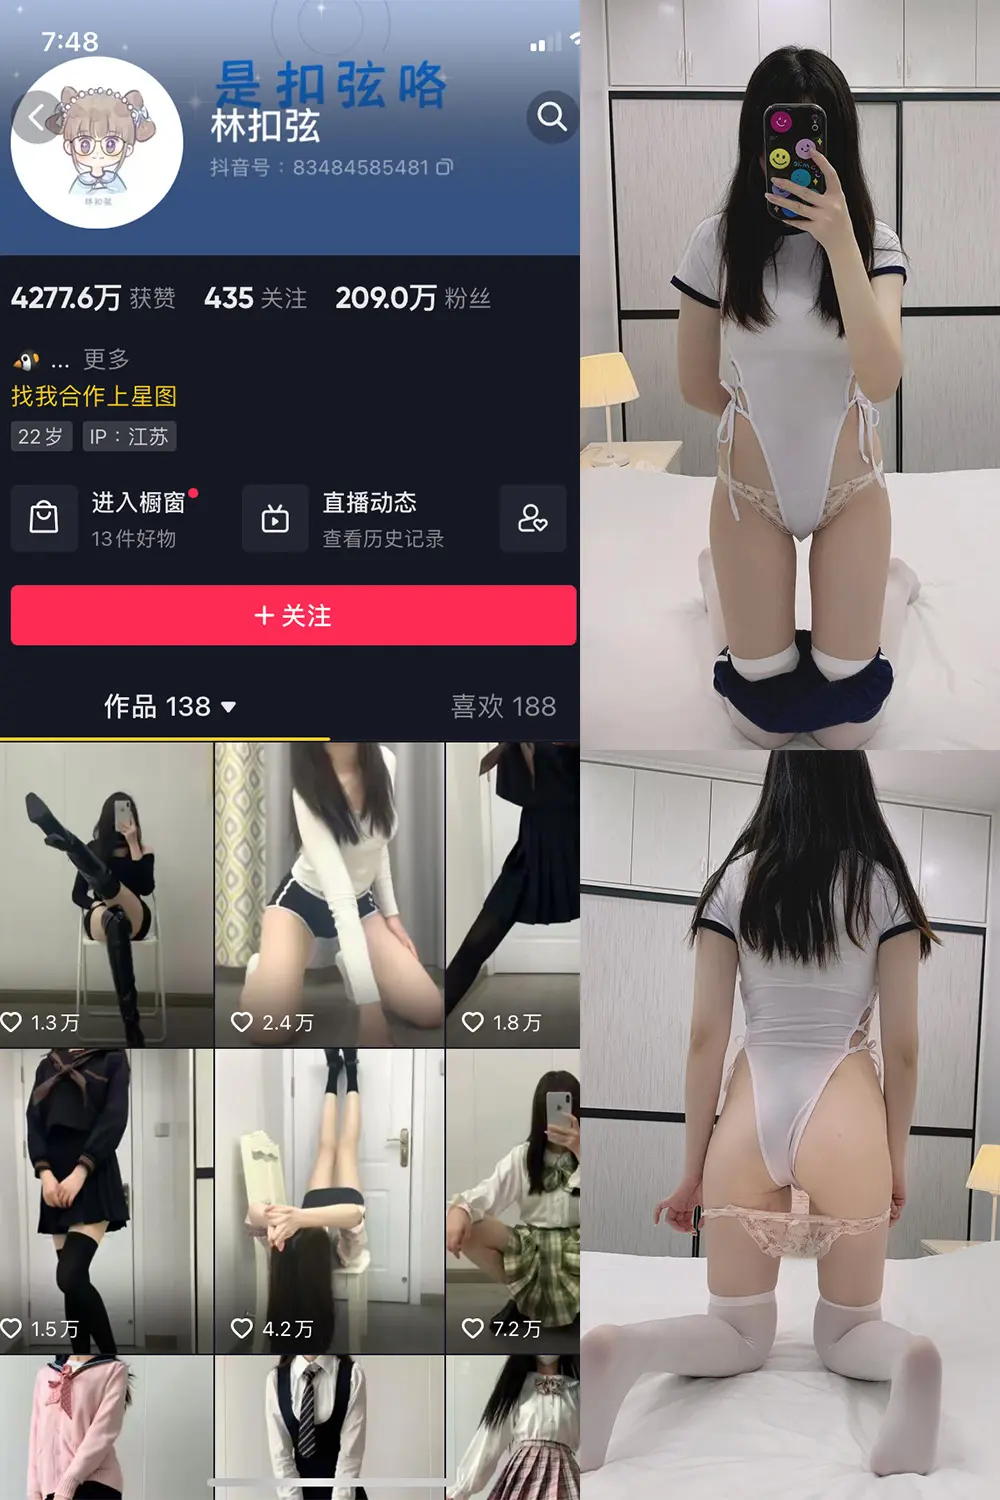 7:48
是扣弦咯
林扣弦
抖音号：83484585481
林扣弦
4277.6万 获赞 435 关注 209.0万 粉丝
... 更多
找我合作上星图
22岁 IP：江苏
进入橱窗 直播动态
13件好物 查看历史记录
+ 关注
作品 138 喜欢 188
1.3万 2.4万 1.8万
1.5万 4.2万 7.2万